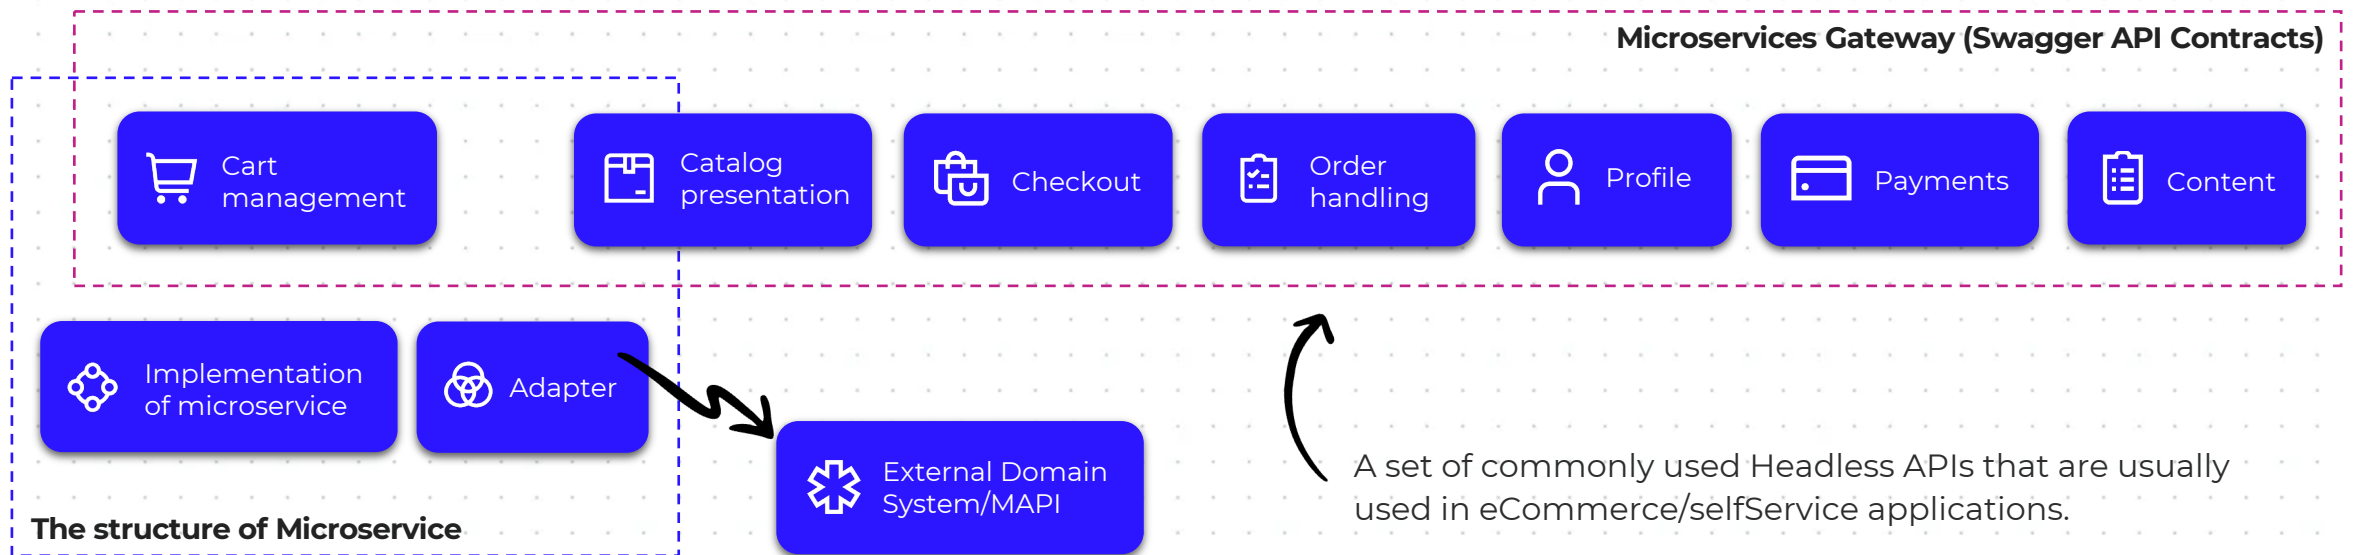 Microservices Gateway (Swagger API Contracts)
Cart
management
Catalog
presentation
Checkout
Order
handling
Profile
Payments
Content
Implementation
of microservice
Adapter
External Domain
System/MAPI
The structure of Microservice
A set of commonly used Headless APIs that are usually
used in eCommerce/selfService applications.